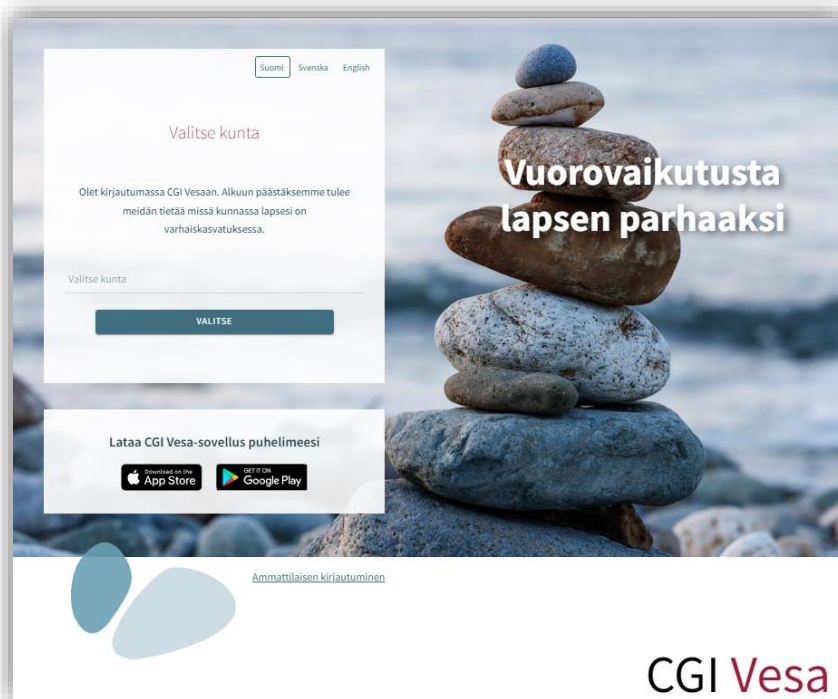 Suomi Svenska English
Valitse kunta
Olet kirjautumassa CGI Vesaan. Alkuun päästäksemme tulee
meidän tietää missä kunnassa lapsesi on
varhaiskasvatuksessa.
Valitse kunta
VALITSE
Vuorovaikutusta
lapsen parhaaksi
Lataa CGI Vesa-sovellus puhelimeesi
Download on the
App Store
GET IT ON
Google Play
Ammattilaisen kirjautuminen
CGI Vesa